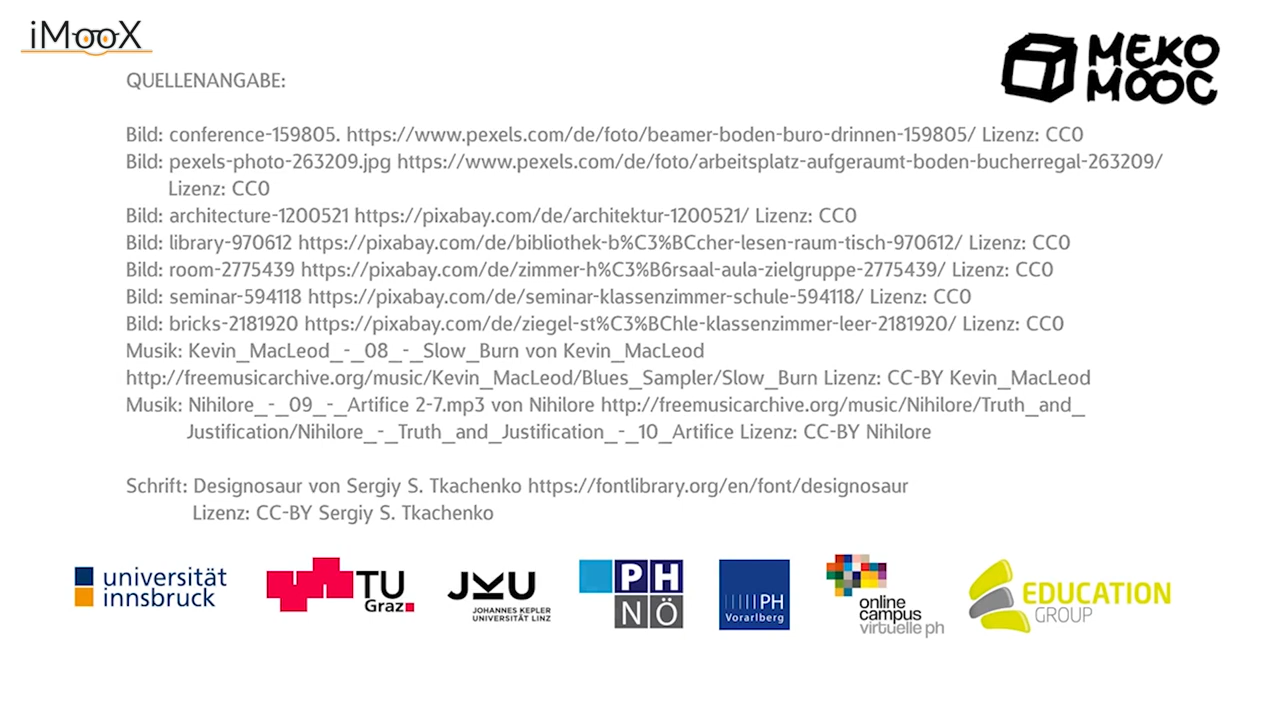 iMooX
MEKO
MOOC
QUELLENANGABE:
Bild: conference-159805. https://www.pexels.com/de/foto/beamer-boden-buro-drinnen-159805/ Lizenz: CC0
Bild: pexels-photo-263209.jpg https://www.pexels.com/de/foto/arbeitsplatz-aufgeraumt-boden-bucherregal-263209/
Lizenz: CC0
Bild: architecture-1200521 https://pixabay.com/de/architektur-1200521/ Lizenz: CC0
Bild: library-970612 https://pixabay.com/de/bibliothek-b%C3%BCcher-lesen-raum-tisch-970612/ Lizenz: CC0
Bild: room-2775439 https://pixabay.com/de/zimmer-h%C3%B6rsaal-aula-zielgruppe-2775439/ Lizenz: CC0
Bild: seminar-594118 https://pixabay.com/de/seminar-klassenzimmer-schule-594118/ Lizenz: CC0
Bild: bricks-2181920 https://pixabay.com/de/ziegel-st%C3%BChle-klassenzimmer-leer-2181920/ Lizenz: CC0
Musik: Kevin_MacLeod_-_08_-_Slow_Burn von Kevin_MacLeod
http://freemusicarchive.org/music/Kevin_MacLeod/Blues_Sampler/Slow_Burn Lizenz: CC-BY Kevin_MacLeod
Musik: Nihilore_-_09_-_Artifice 2-7.mp3 von Nihilore http://freemusicarchive.org/music/Nihilore/Truth_and_
Justification/Nihilore_-_Truth_and_Justification_-_10_Artifice Lizenz: CC-BY Nihilore
Schrift: Designosaur von Sergiy S. Tkachenko https://fontlibrary.org/en/font/designosaur
Lizenz: CC-BY Sergiy S. Tkachenko
universität
innsbruck
TU
Graz
JKU
JOHANNES KEPLER
UNIVERSITÄT LINZ
PH
NÖ
PH
Vorarlberg
online
campus
virtuelle ph
EDUCATION
GROUP